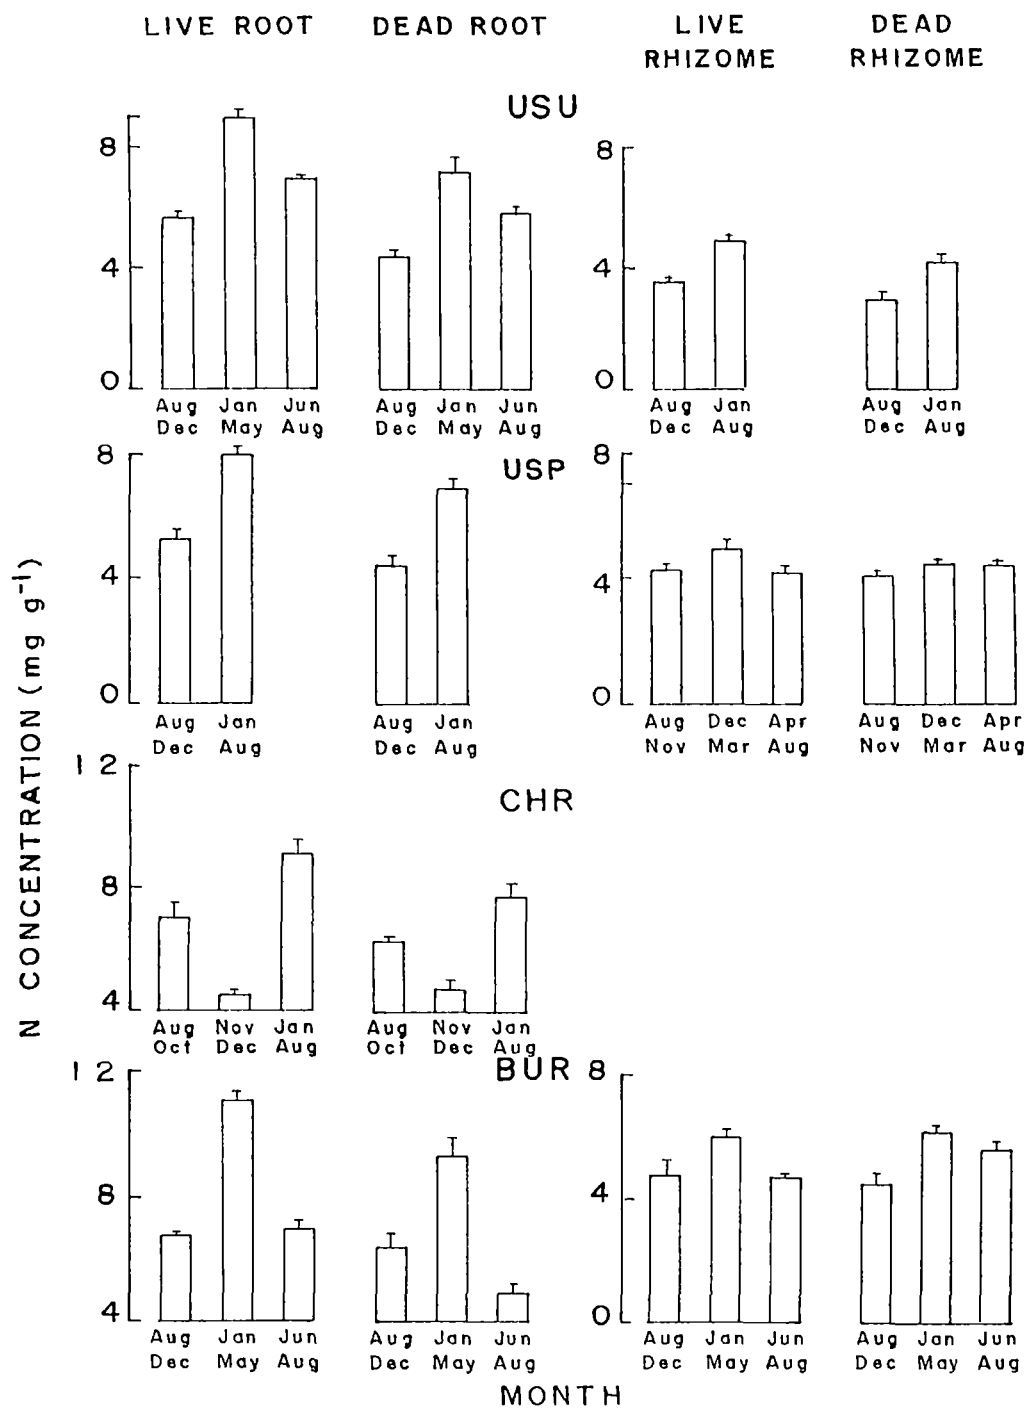 LIVE ROOT DEAD ROOT LIVE RHIZOME DEAD RHIZOME
USU
8 4 0
8 4 0
Aug Dec Jan May Jun Aug
Aug Dec Jan May Jun Aug
Aug Dec Jan Aug
Aug Dec Jan Aug
USP
8 4 0
8 4 0
Aug Dec Jan Aug
Aug Dec Jan Aug
Aug Nov Dec Mar Apr Aug
Aug Nov Dec Mar Apr Aug
N CONCENTRATION (mg g⁻¹)
CHR
12 8 4
Aug Oct Nov Dec Jan Aug
Aug Oct Nov Dec Jan Aug
BUR
12 8 4
8 4 0
Aug Dec Jan May Jun Aug
Aug Dec Jan May Jun Aug
Aug Dec Jan May Jun Aug
Aug Dec Jan May Jun Aug
MONTH